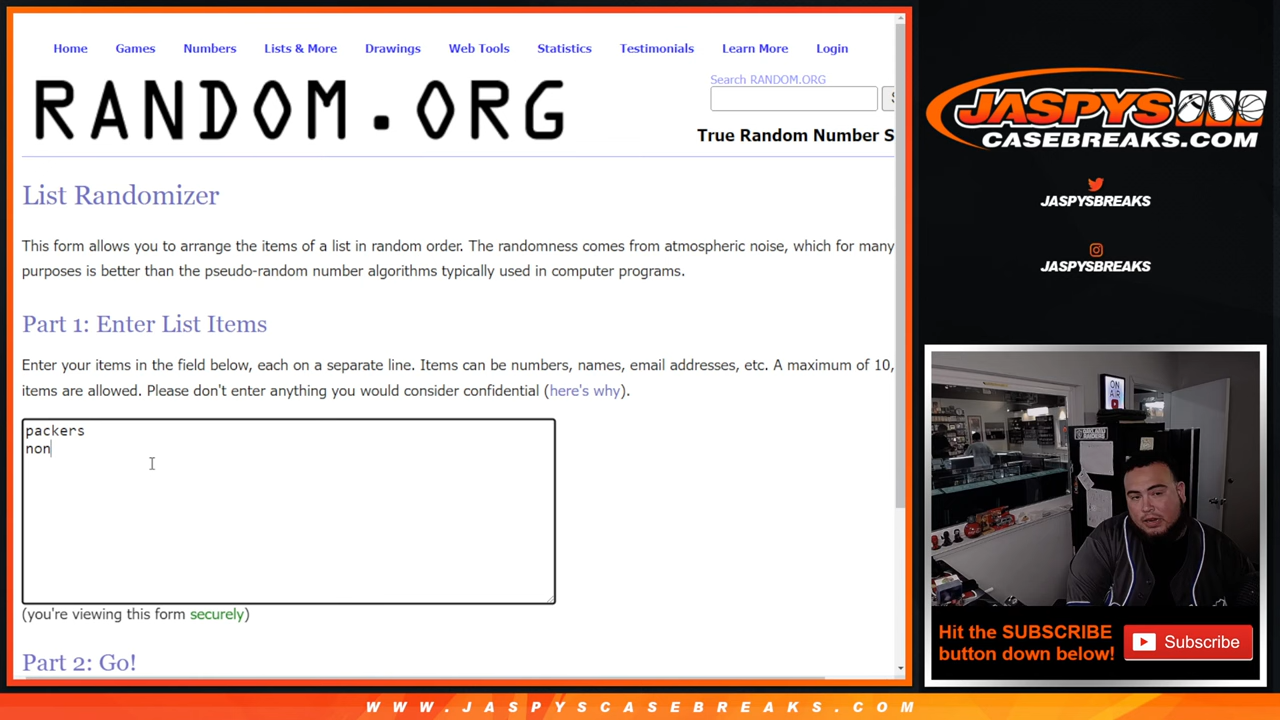 Home Games Numbers Lists & More Drawings Web Tools Statistics Testimonials Learn More Login
RANDOM.ORG
Search RANDOM.ORG
True Random Number S
List Randomizer
This form allows you to arrange the items of a list in random order. The randomness comes from atmospheric noise, which for many
purposes is better than the pseudo-random number algorithms typically used in computer programs.
Part 1: Enter List Items
Enter your items in the field below, each on a separate line. Items can be numbers, names, email addresses, etc. A maximum of 10,
items are allowed. Please don't enter anything you would consider confidential (here's why).
packers
non
(you're viewing this form securely)
Part 2: Go!
JASPYS
CASEBREAKS.COM
JASPYSBREAKS
JASPYSBREAKS
ON
AIR
Hit the SUBSCRIBE
button down below!
Subscribe
WWW.JASPYSCASEBREAKS.COM